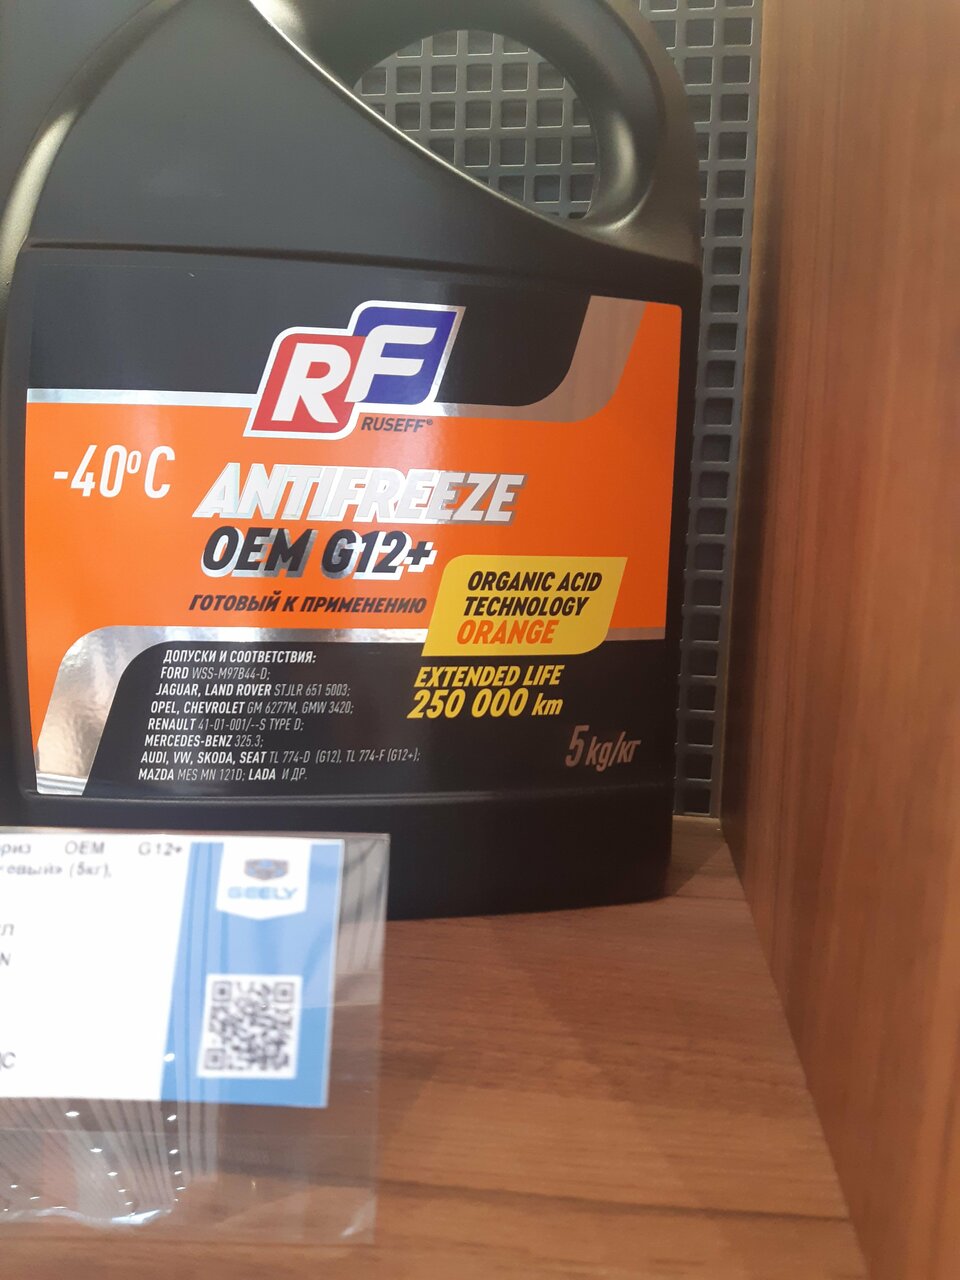 RF
RUSEFF®
-40°C
ANTIFREEZE
OEM G12+
ГОТОВЫЙ К ПРИМЕНЕНИЮ
ORGANIC ACID
TECHNOLOGY
ORANGE
ДОПУСКИ И СООТВЕТСТВИЯ:
FORD WSS-M97B44-D;
JAGUAR, LAND ROVER STJLR 651 5003;
OPEL, CHEVROLET GM 6277M, GMW 3420;
RENAULT 41-01-001/--S TYPE D;
MERCEDES-BENZ 325.3;
AUDI, VW, SKODA, SEAT TL 774-D (G12), TL 774-F (G12+);
MAZDA MES MN 121D; LADA И ДР.
EXTENDED LIFE
250 000 km
5 kg/кг
OEM G12+
(5кг),
GEELY